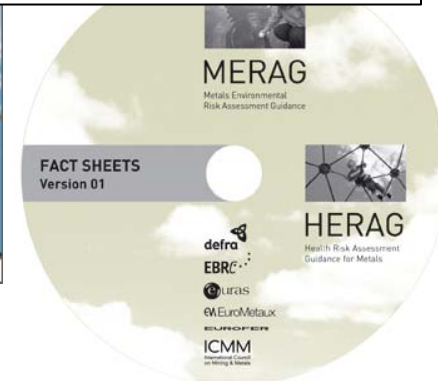 MERAG
Metals Environmental
Risk Assessment Guidance
FACT SHEETS
Version 01
HERAG
Health Risk Assessment
Guidance for Metals
defra
EBRC
euras
EuroMetaux
EUROFER
ICMM
International Council
on Mining & Metals